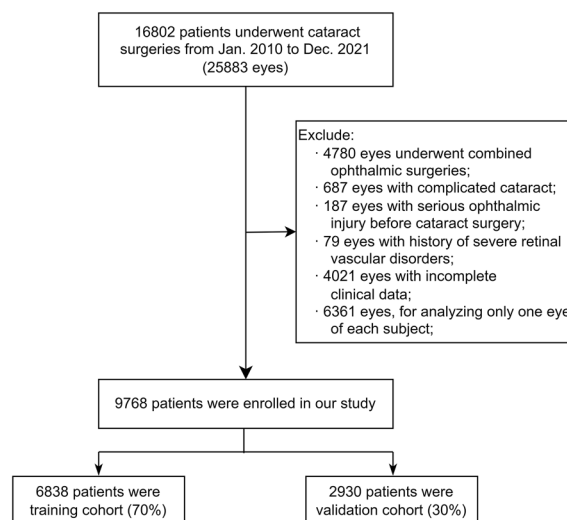 16802 patients underwent cataract
surgeries from Jan. 2010 to Dec. 2021
(25883 eyes)
Exclude:
· 4780 eyes underwent combined
ophthalmic surgeries;
· 687 eyes with complicated cataract;
· 187 eyes with serious ophthalmic
injury before cataract surgery;
· 79 eyes with history of severe retinal
vascular disorders;
· 4021 eyes with incomplete
clinical data;
· 6361 eyes, for analyzing only one eye
of each subject;
9768 patients were enrolled in our study
6838 patients were
training cohort (70%)
2930 patients were
validation cohort (30%)